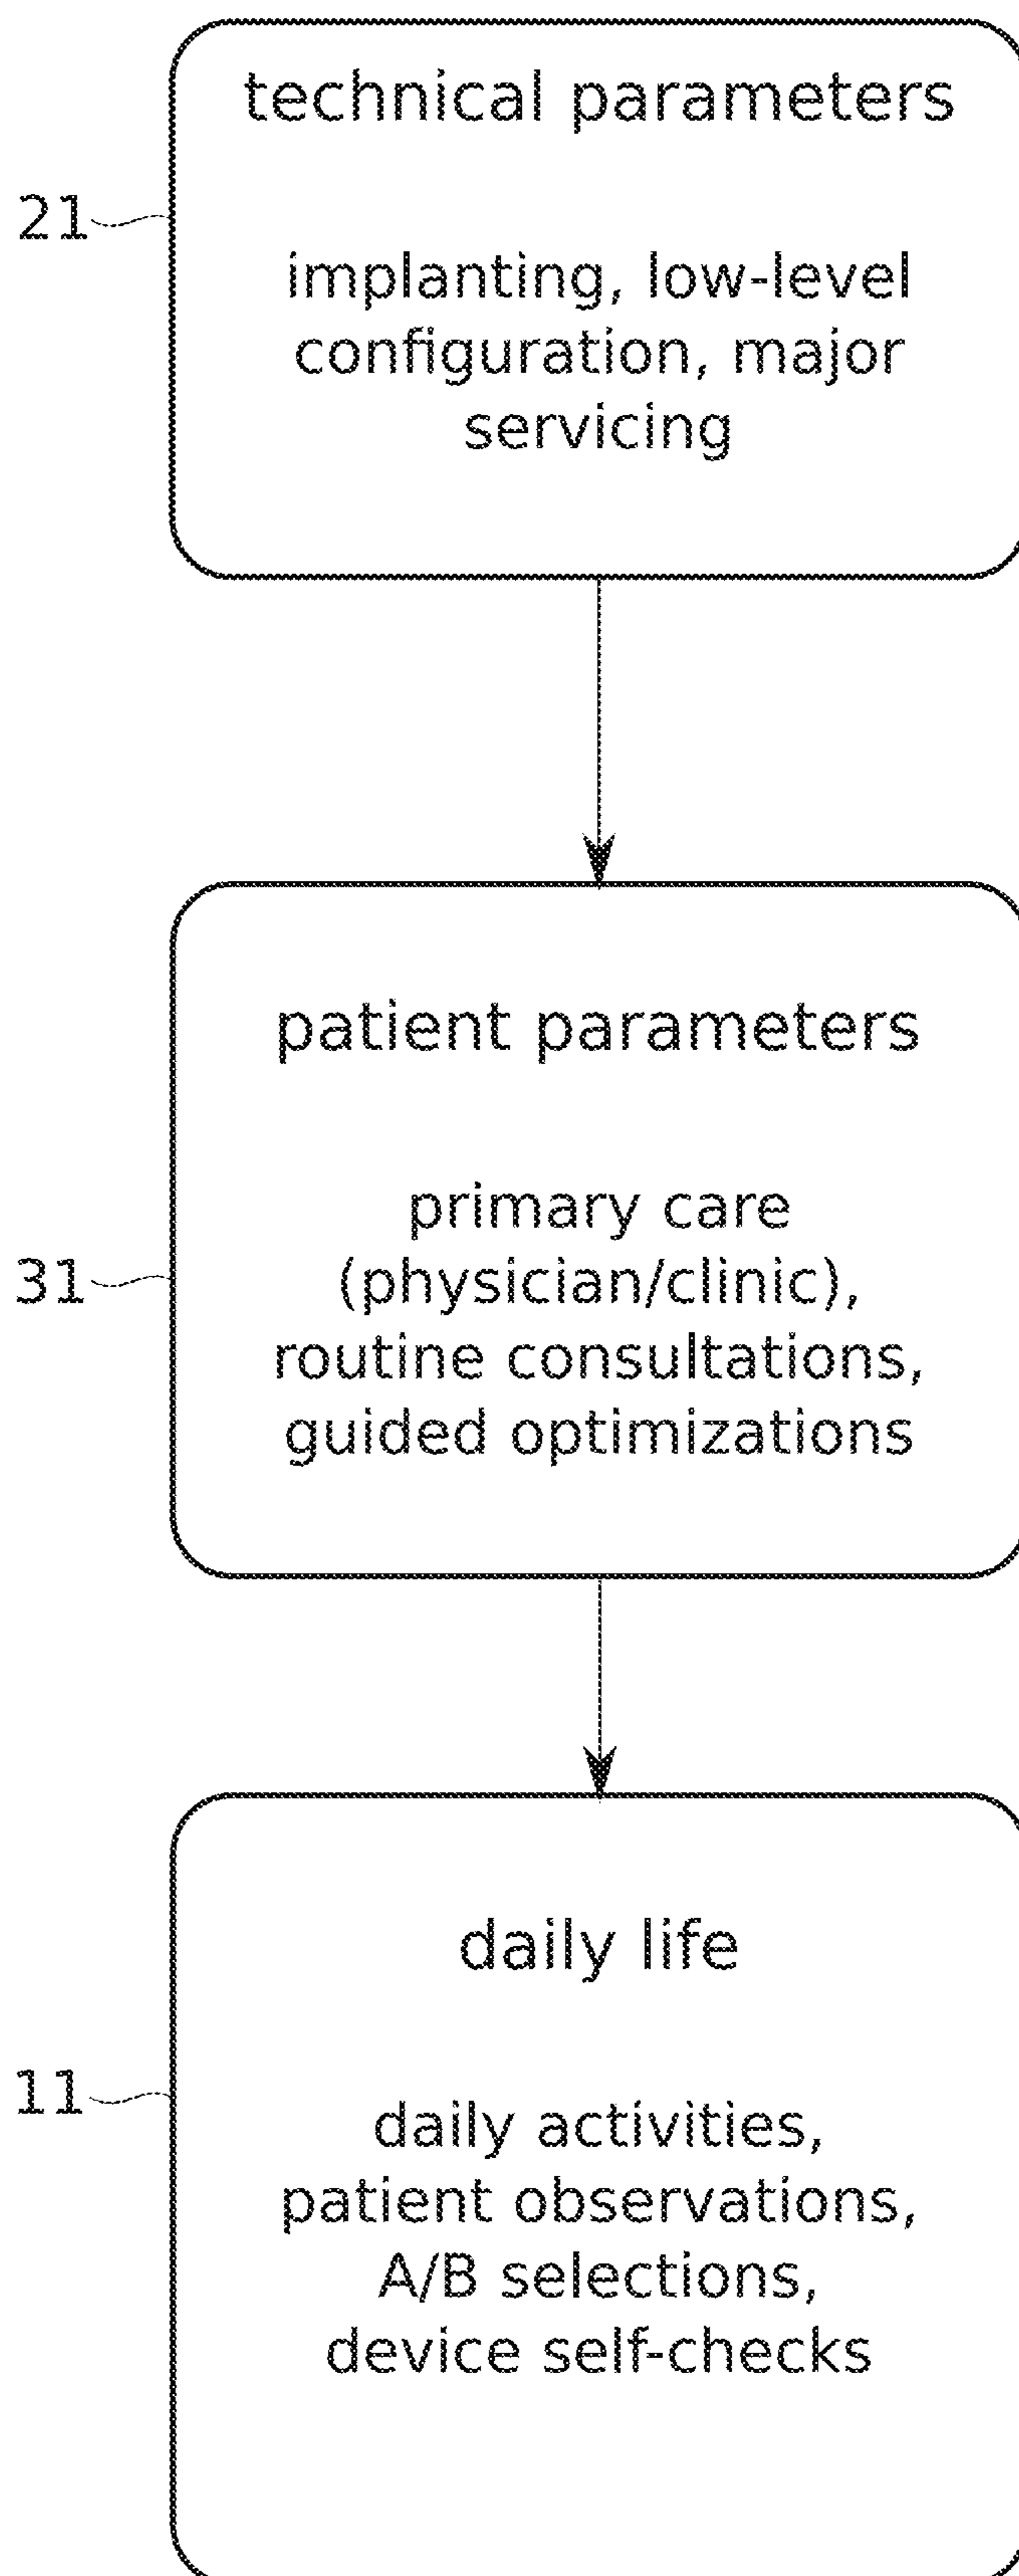 technical parameters
21
implanting, low-level
configuration, major
servicing
patient parameters
primary care
31
(physician/clinic),
routine consultations,
guided optimizations
daily life
11
daily activities,
patient observations,
A/B selections,
device self-checks